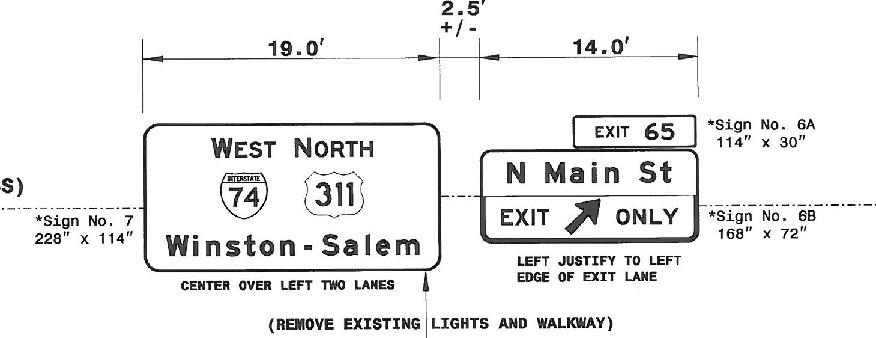 2.5'
+/-
19.0'
14.0'
EXIT 65
*Sign No. 6A
114" x 30"
WEST NORTH
INTERSTATE
74
311
Winston-Salem
N Main St
EXIT ONLY
S)
*Sign No. 7
228" x 114"
*Sign No. 6B
168" x 72"
CENTER OVER LEFT TWO LANES
LEFT JUSTIFY TO LEFT
EDGE OF EXIT LANE
(REMOVE EXISTING LIGHTS AND WALKWAY)